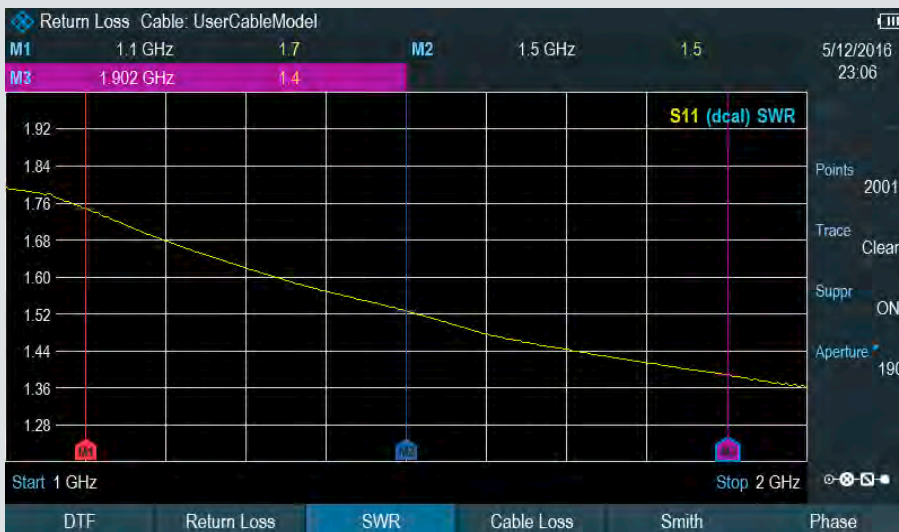 Return Loss Cable: UserCableModel
M1 1.1 GHz 1.7 M2 1.5 GHz 1.5
5/12/2016
23:06
M3 1.902 GHz 1.4
S11 (dcal) SWR
1.92
1.84
1.76
1.68
1.60
1.52
1.44
1.36
1.28
Points
2001
Trace
Clear
Suppr
ON
Aperture
190
M1 M2 M3
Start 1 GHz Stop 2 GHz
DTF Return Loss SWR Cable Loss Smith Phase